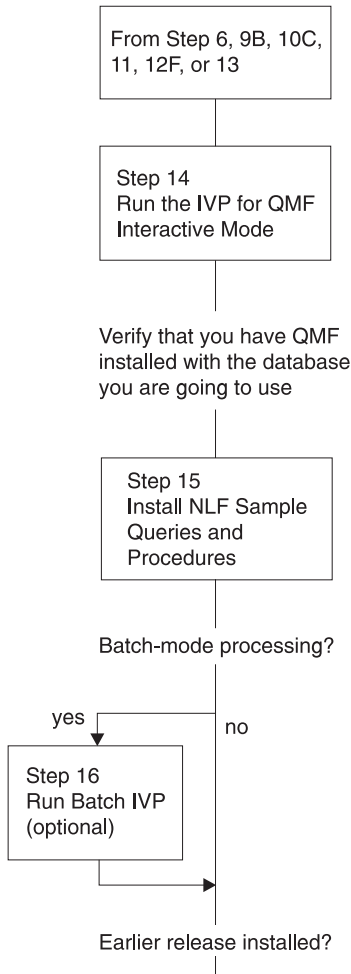 From Step 6, 9B, 10C,
11, 12F, or 13
Step 14
Run the IVP for QMF
Interactive Mode
Verify that you have QMF
installed with the database
you are going to use
Step 15
Install NLF Sample
Queries and
Procedures
Batch-mode processing?
yes
no
Step 16
Run Batch IVP
(optional)
Earlier release installed?